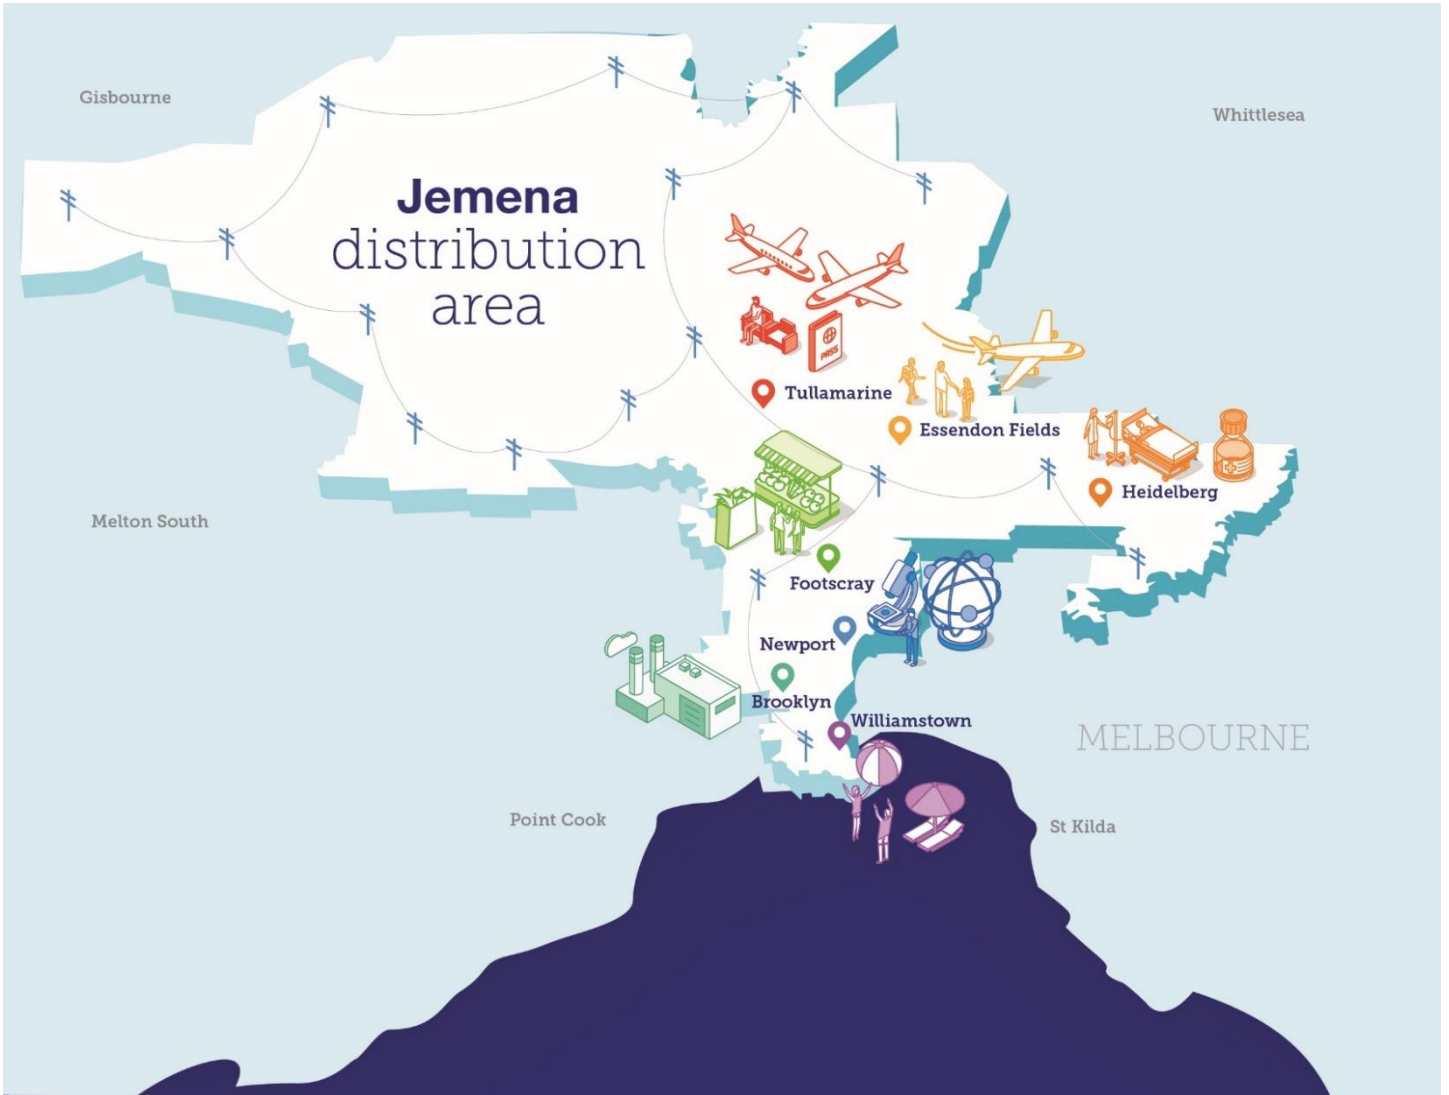 Gisbourne
Whittlesea
Jemena
distribution
area
PASS
Tullamarine
Essendon Fields
Heidelberg
Melton South
Footscray
Newport
Brooklyn
Williamstown
MELBOURNE
Point Cook
St Kilda